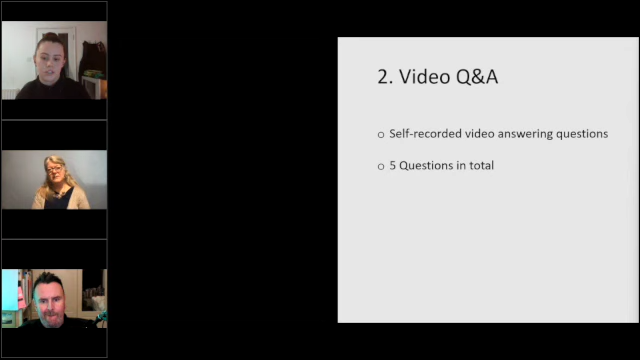 2. Video Q&A
o Self-recorded video answering questions
o 5 Questions in total